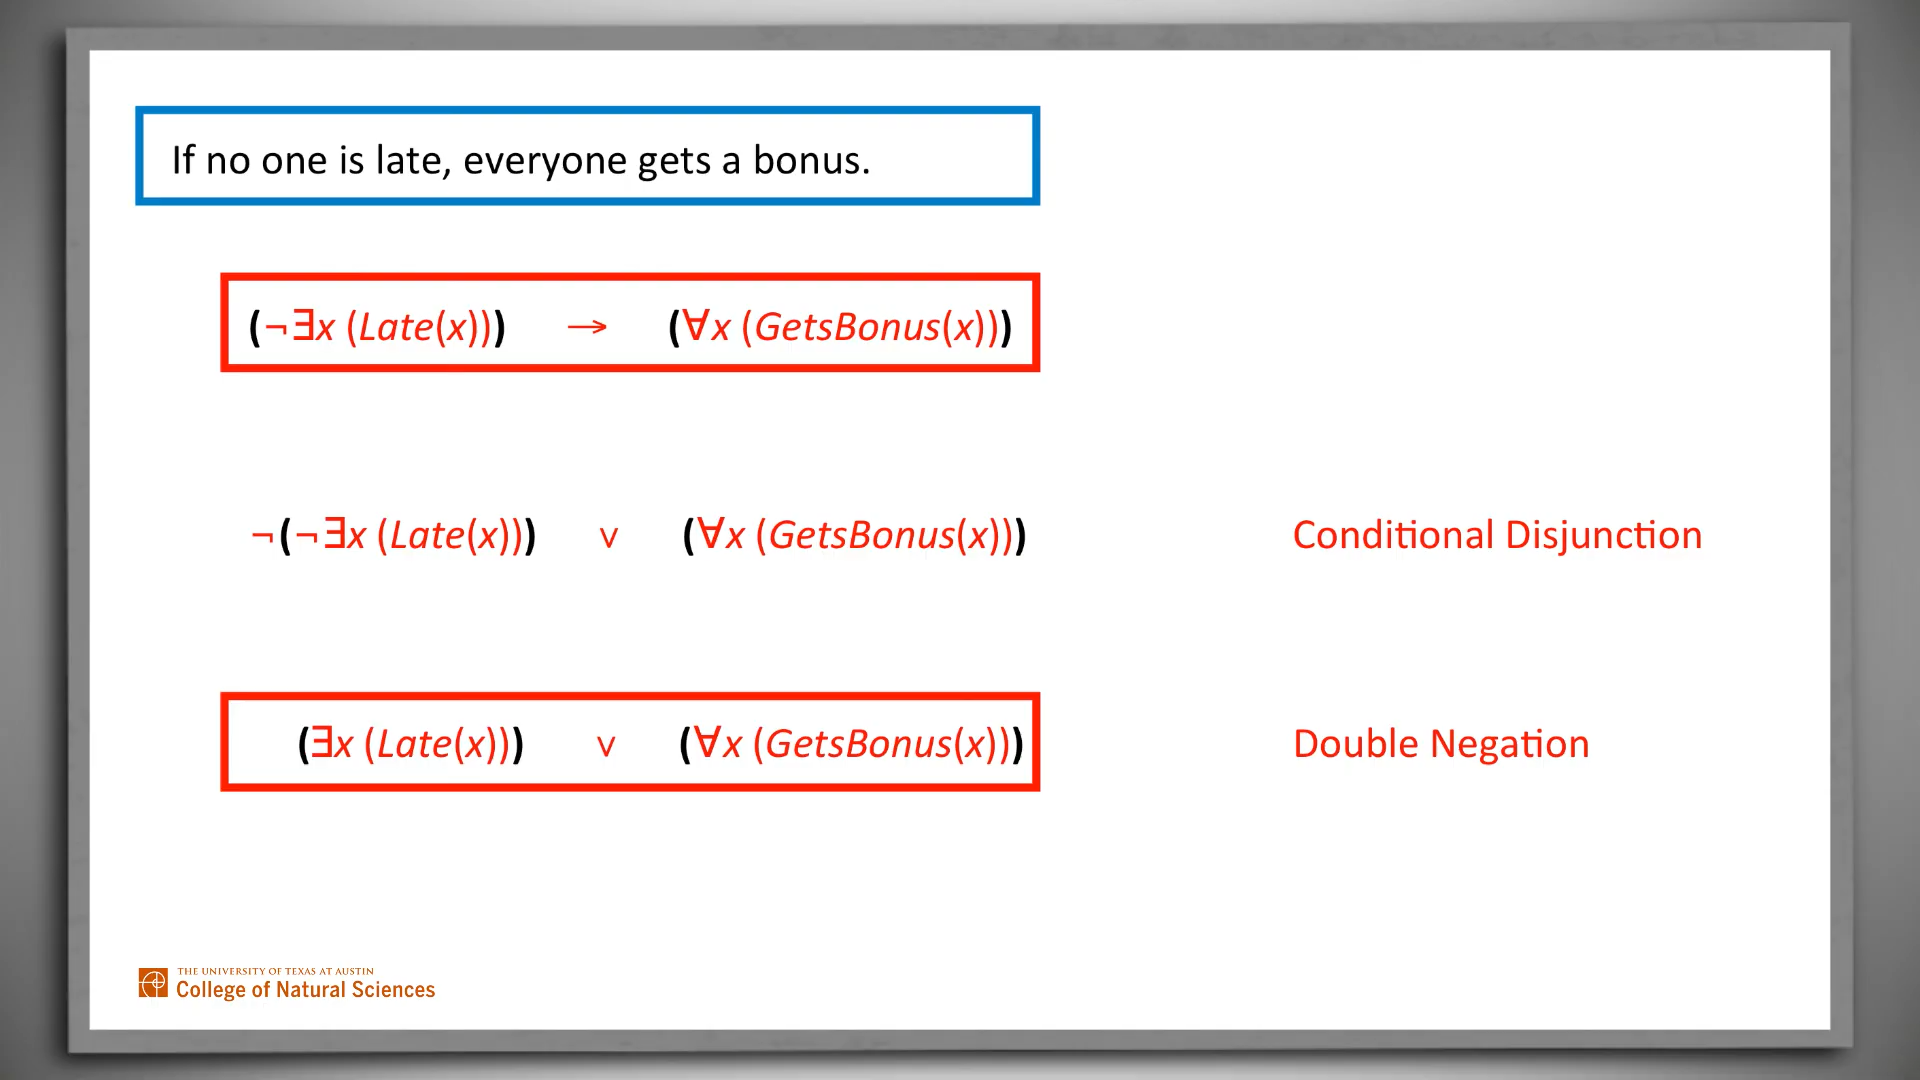 If no one is late, everyone gets a bonus.
(¬∃x (Late(x))) → (∀x (GetsBonus(x)))
¬(¬∃x (Late(x))) ∨ (∀x (GetsBonus(x))) Conditional Disjunction
(∃x (Late(x))) ∨ (∀x (GetsBonus(x))) Double Negation
THE UNIVERSITY OF TEXAS AT AUSTIN
College of Natural Sciences